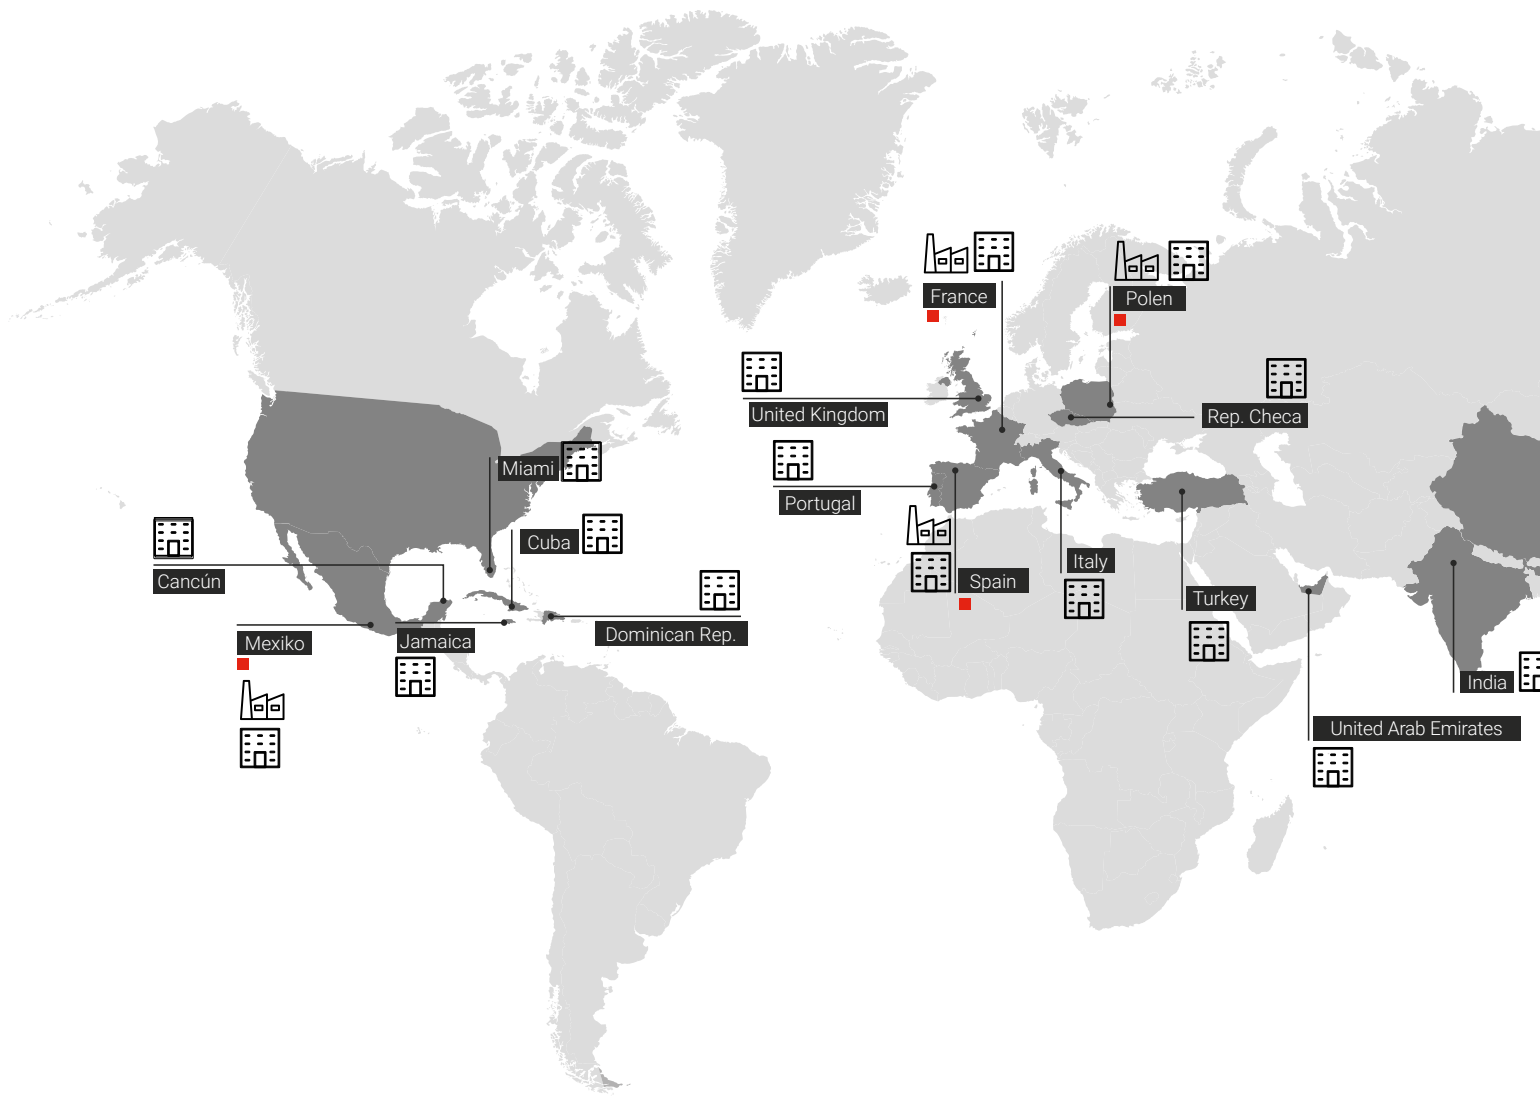 France
Polen
United Kingdom
Rep. Checa
Miami
Portugal
Cuba
Italy
Cancún
Spain
Turkey
Mexiko
Jamaica
Dominican Rep.
India
United Arab Emirates